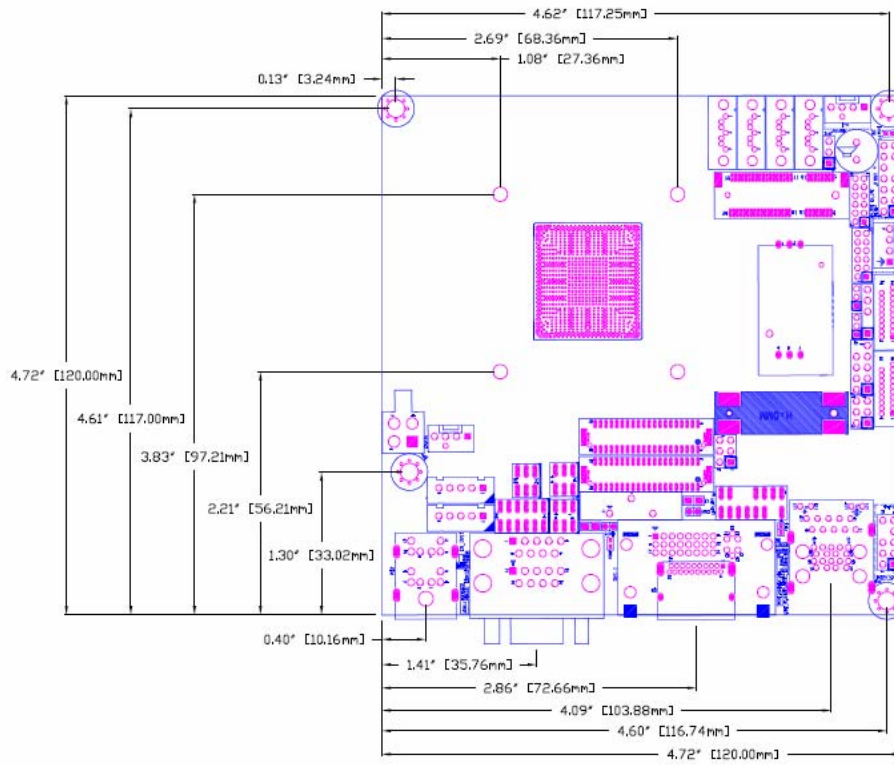 4.62" [117.25mm]
2.69" [68.36mm]
1.08" [27.36mm]
0.13" [3.24mm]
4.72" [120.00mm]
4.61" [117.00mm]
3.83" [97.21mm]
2.21" [56.21mm]
1.30" [33.02mm]
0.40" [10.16mm]
1.41" [35.76mm]
2.86" [72.66mm]
4.09" [103.88mm]
4.60" [116.74mm]
4.72" [120.00mm]